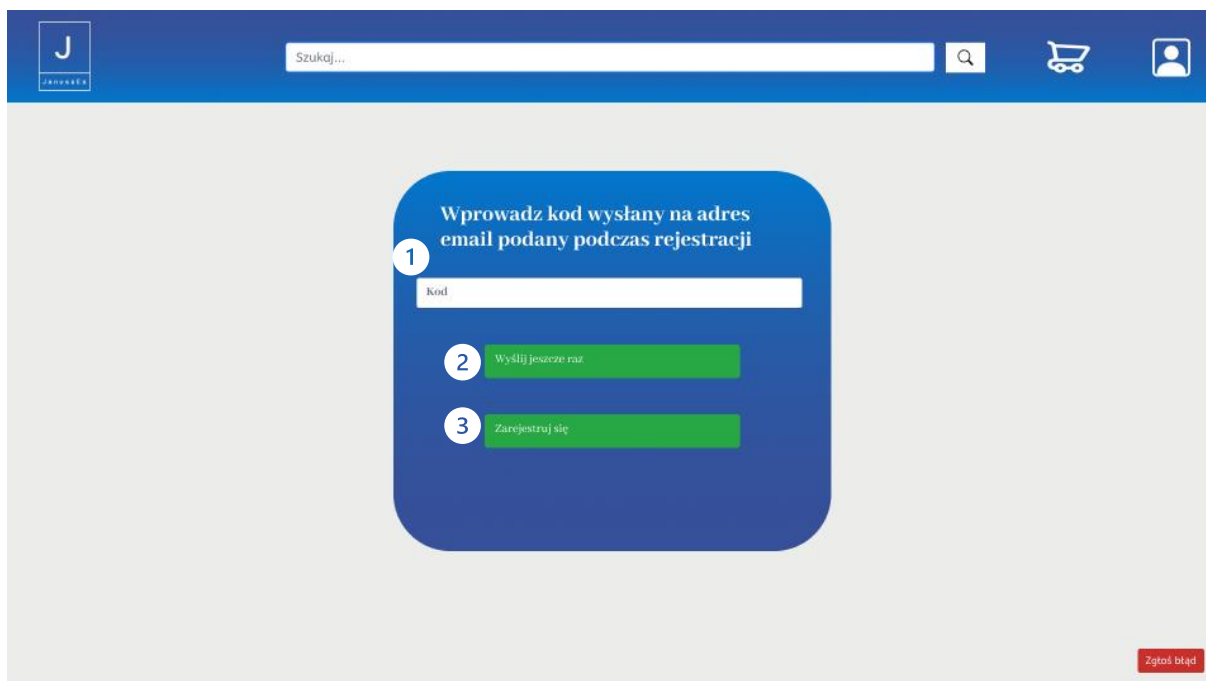 J
Szukaj...
Wprowadz kod wysłany na adres
email podany podczas rejestracji
1
Kod
2
Wyślij jeszcze raz
3
Zarejestruj się
Zgłoś błąd